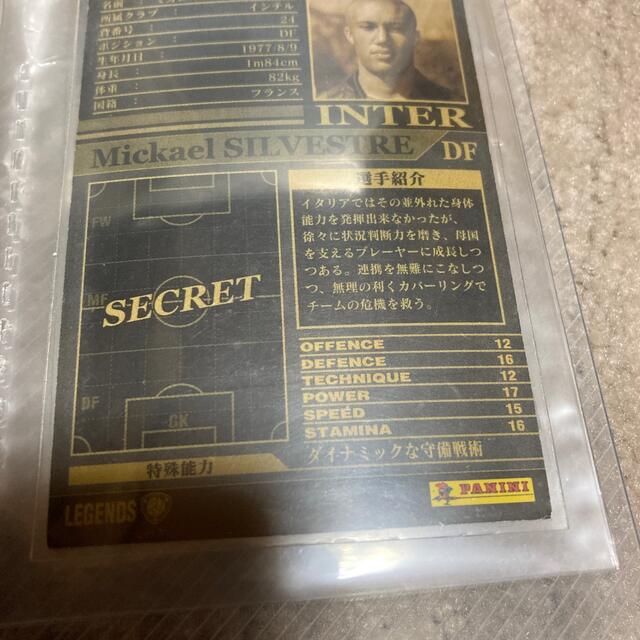 名前 :
所属クラブ : インテル
背番号 : 24
ポジション : DF
生年月日 : 1977/8/9
身長 : 1m84cm
体重 : 82kg
国籍 : フランス
INTER
Mickael SILVESTRE DF
選手紹介
イタリアではその並外れた身体
能力を発揮出来なかったが、
徐々に状況判断力を磨き、母国
を支えるプレーヤーに成長しつ
つある。連携を無難にこなしつ
つ、無理の利くカバーリングで
チームの危機を救う。
FW
MF
SECRET
DF
GK
OFFENCE 12
DEFENCE 16
TECHNIQUE 12
POWER 17
SPEED 15
STAMINA 16
特殊能力 ダイナミックな守備戦術
LEGENDS
PANINI